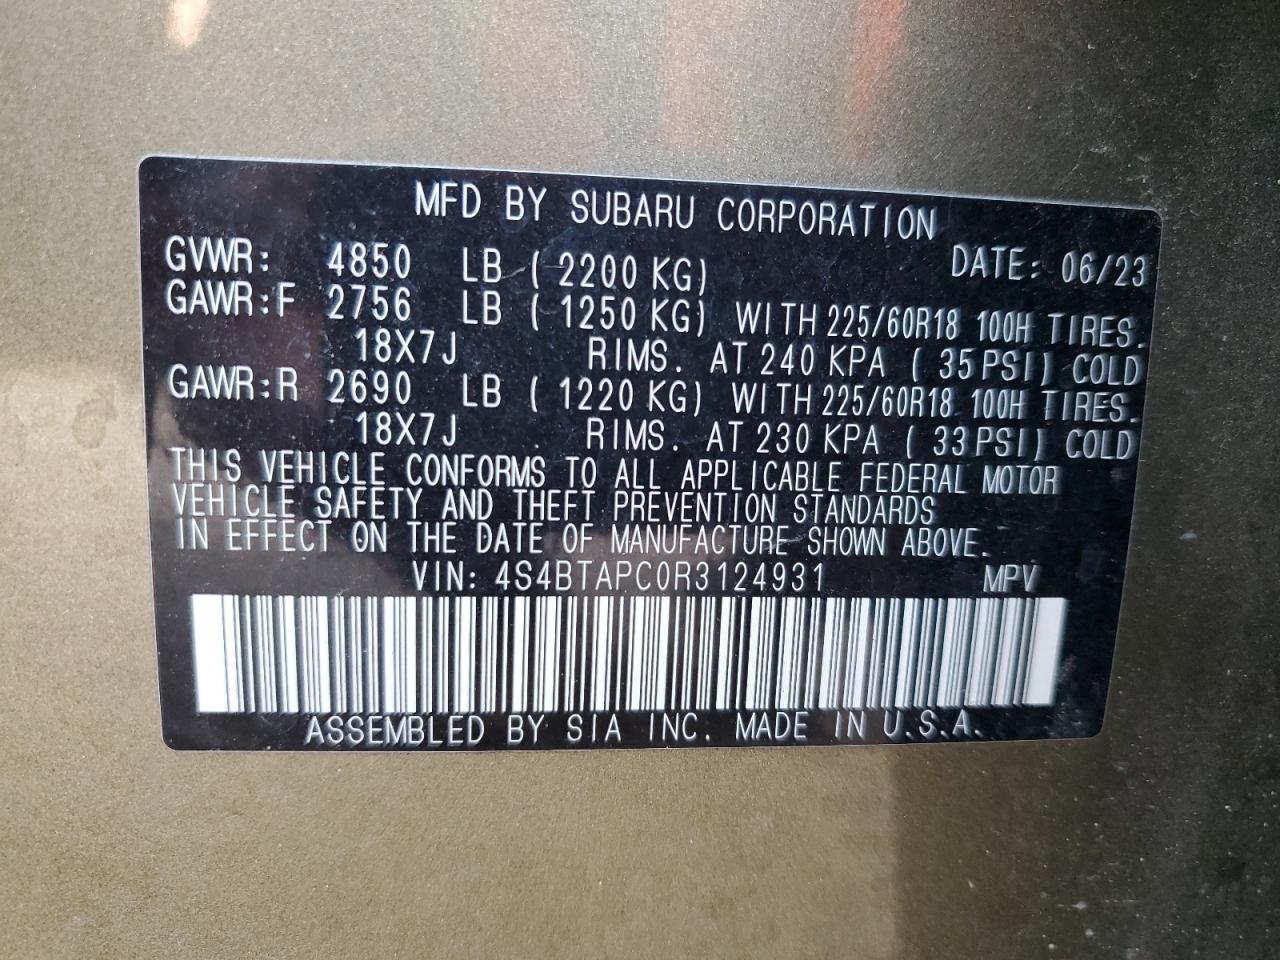 MFD BY SUBARU CORPORATION
GVWR: 4850 LB ( 2200 KG) DATE: 06/23
GAWR:F 2756 LB ( 1250 KG) WITH 225/60R18 100H TIRES.
18X7J RIMS. AT 240 KPA ( 35 PSI) COLD
GAWR:R 2690 LB ( 1220 KG) WITH 225/60R18 100H TIRES.
18X7J RIMS. AT 230 KPA ( 33 PSI) COLD
THIS VEHICLE CONFORMS TO ALL APPLICABLE FEDERAL MOTOR
VEHICLE SAFETY AND THEFT PREVENTION STANDARDS
IN EFFECT ON THE DATE OF MANUFACTURE SHOWN ABOVE.
VIN: 4S4BTAPC0R3124931 MPV
ASSEMBLED BY SIA INC. MADE IN U.S.A.